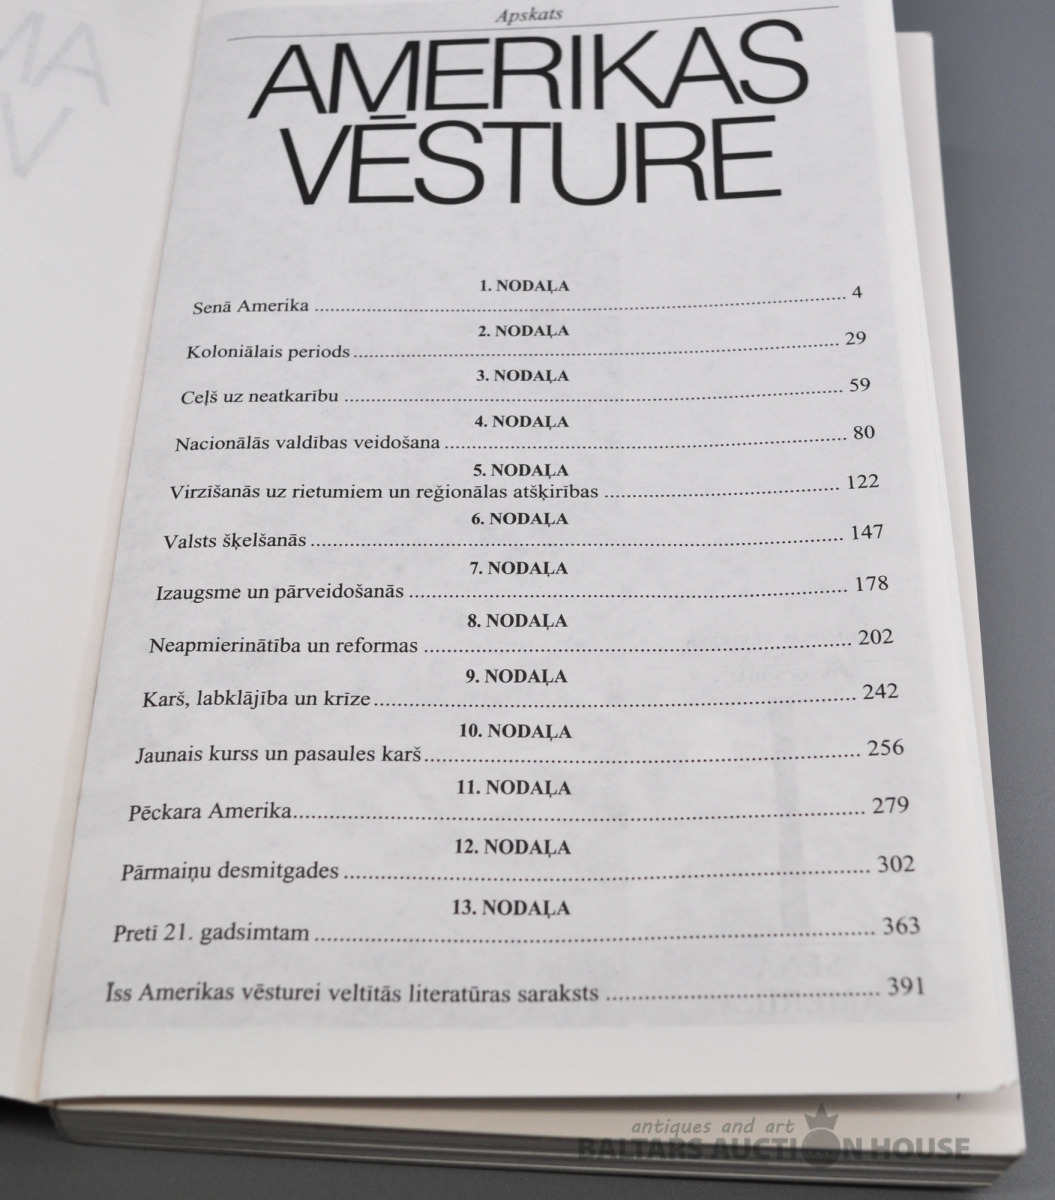 Apskats
AMERIKAS
VĒSTURE
1. NODAĻA
Senā Amerika ........ 4
2. NODAĻA
Koloniālais periods ........ 29
3. NODAĻA
Ceļš uz neatkarību ........ 59
4. NODAĻA
Nacionālās valdības veidošana ........ 80
5. NODAĻA
Virzīšanās uz rietumiem un reģionālas atšķirības ........ 122
6. NODAĻA
Valsts šķelšanās ........ 147
7. NODAĻA
Izaugsme un pārveidošanās ........ 178
8. NODAĻA
Neapmierinātība un reformas ........ 202
9. NODAĻA
Karš, labklājība un krīze ........ 242
10. NODAĻA
Jaunais kurss un pasaules karš ........ 256
11. NODAĻA
Pēckara Amerika ........ 279
12. NODAĻA
Pārmaiņu desmitgades ........ 302
13. NODAĻA
Pretī 21. gadsimtam ........ 363
Īss Amerikas vēsturei veltītās literatūras saraksts ........ 391
antiques and art
BALTARS AUCTION HOUSE